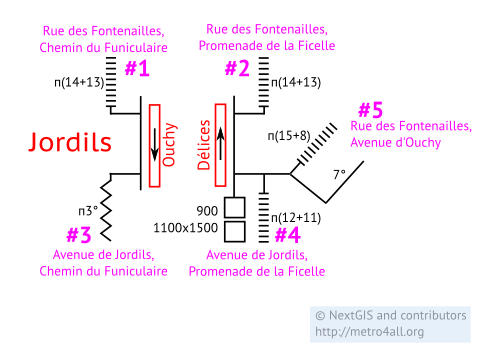 Rue des Fontenailles,
Chemin du Funiculaire
#1
п(14+13)
Rue des Fontenailles,
Promenade de la Ficelle
#2
п(14+13)
#5
Rue des Fontenailles,
Avenue d'Ouchy
п(15+8)
7°
Jordils
Ouchy
Délices
п3°
#3
Avenue de Jordils,
Chemin du Funiculaire
900
1100x1500
п(12+11)
#4
Avenue de Jordils,
Promenade de la Ficelle
© NextGIS and contributors
http://metro4all.org